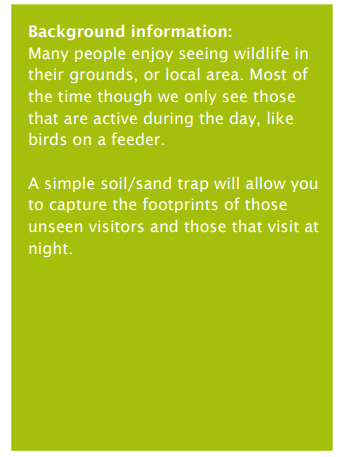 Background information:
Many people enjoy seeing wildlife in
their grounds, or local area. Most of
the time though we only see those
that are active during the day, like
birds on a feeder.
A simple soil/sand trap will allow you
to capture the footprints of those
unseen visitors and those that visit at
night.